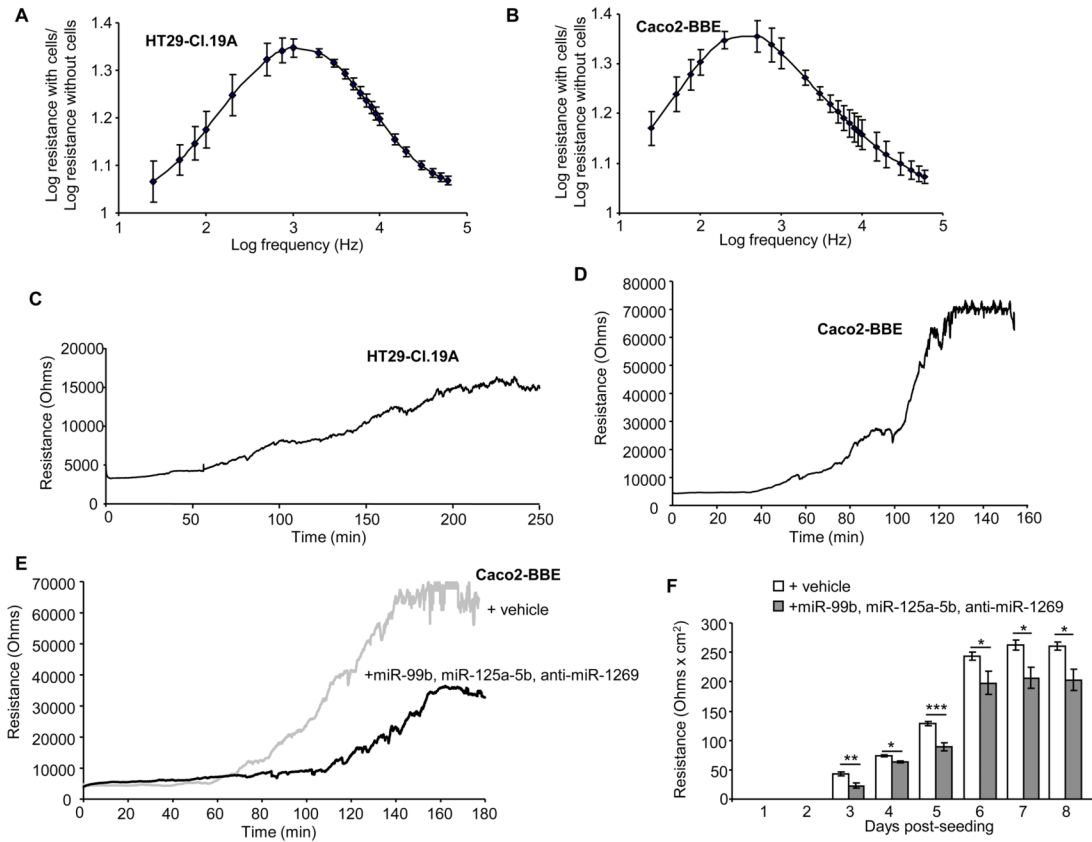 A
HT29-Cl.19A
Log resistance with cells/
Log resistance without cells
1.4
1.3
1.2
1.1
1
1 2 3 4 5
Log frequency (Hz)
B
Caco2-BBE
Log resistance with cells/
Log resistance without cells
1.4
1.3
1.2
1.1
1
1 2 3 4 5
Log frequency (Hz)
C
HT29-Cl.19A
Resistance (Ohms)
20000
15000
10000
5000
0
0 50 100 150 200 250
Time (min)
D
Caco2-BBE
Resistance (Ohms)
80000
70000
60000
50000
40000
30000
20000
10000
0
0 20 40 60 80 100 120 140 160
Time (min)
E
Caco2-BBE
+ vehicle
+miR-99b, miR-125a-5b, anti-miR-1269
Resistance (Ohms)
70000
60000
50000
40000
30000
20000
10000
0
0 20 40 60 80 100 120 140 160 180
Time (min)
F
+ vehicle
+miR-99b, miR-125a-5b, anti-miR-1269
Resistance (Ohms x cm²)
300
250
200
150
100
50
0
** * *** * * *
1 2 3 4 5 6 7 8
Days post-seeding